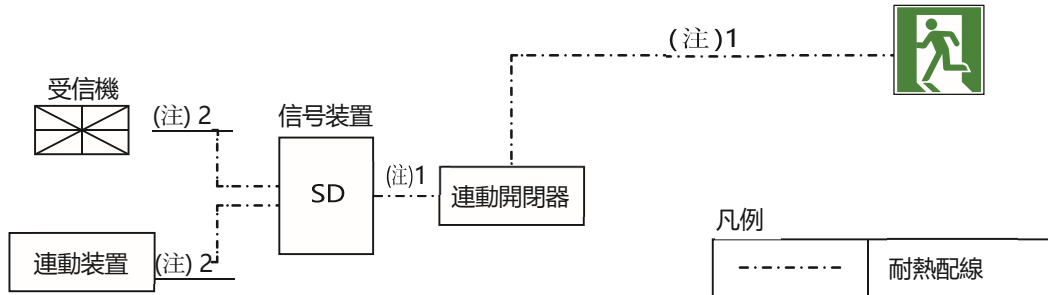 (注)1
受信機
(注) 2
信号装置
SD
(注)1
連動開閉器
連動装置
(注) 2
凡例
耐熱配線